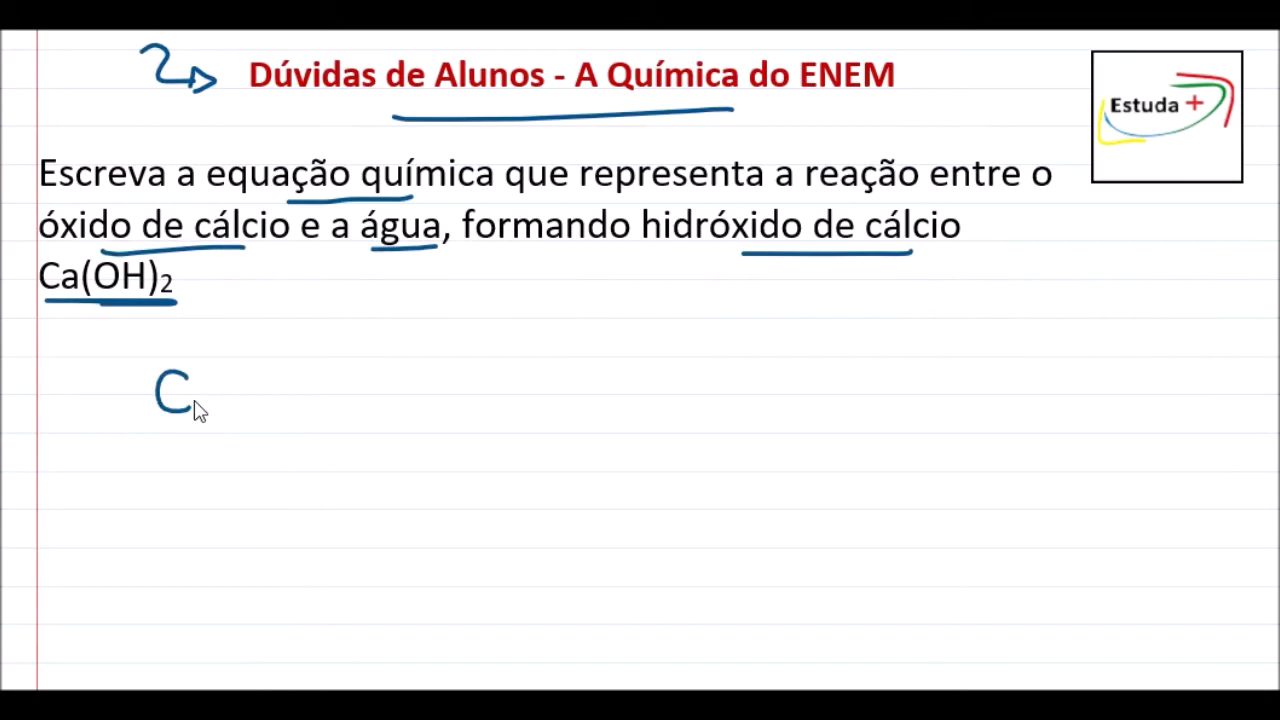 Dúvidas de Alunos - A Química do ENEM
Estuda +
Escreva a equação química que representa a reação entre o
óxido de cálcio e a água, formando hidróxido de cálcio
Ca(OH)₂
C